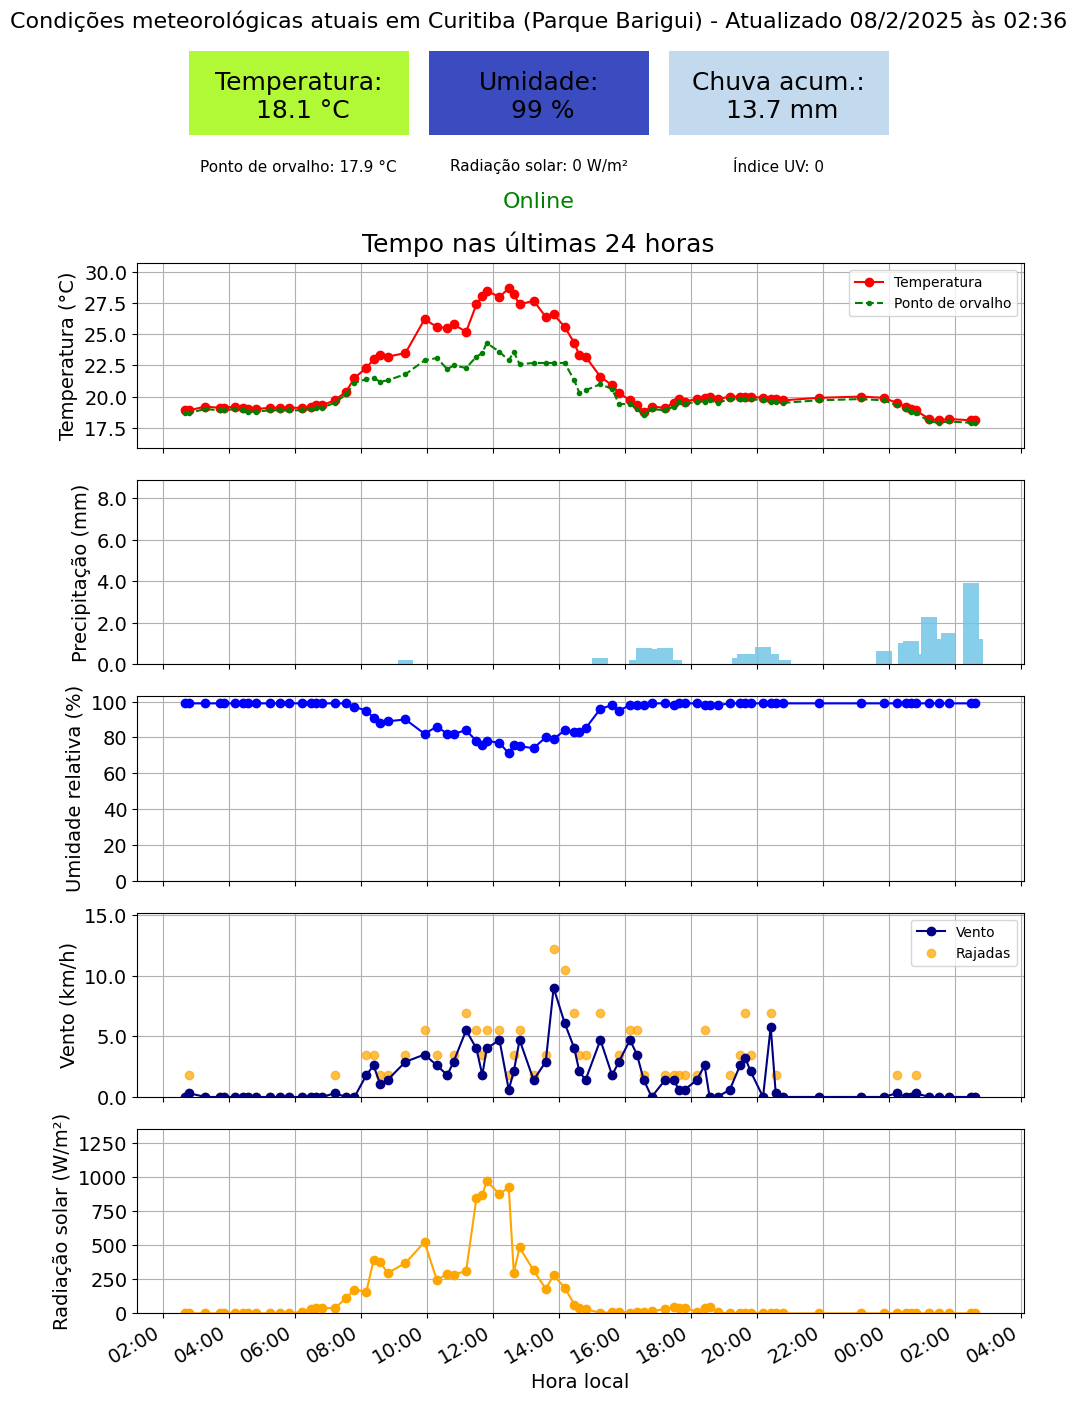 Condições meteorológicas atuais em Curitiba (Parque Barigui) - Atualizado 08/2/2025 às 02:36
Temperatura:
18.1 °C
Umidade:
99 %
Chuva acum.:
13.7 mm
Ponto de orvalho: 17.9 °C
Radiação solar: 0 W/m²
Índice UV: 0
Online
Tempo nas últimas 24 horas
Temperatura (°C)
30.0
27.5
25.0
22.5
20.0
17.5
Temperatura
Ponto de orvalho
Precipitação (mm)
8.0
6.0
4.0
2.0
0.0
Umidade relativa (%)
100
80
60
40
20
0
Vento (km/h)
15.0
10.0
5.0
0.0
Vento
Rajadas
Radiação solar (W/m²)
1250
1000
750
500
250
0
02:00
04:00
06:00
08:00
10:00
12:00
14:00
16:00
18:00
20:00
22:00
00:00
02:00
04:00
Hora local